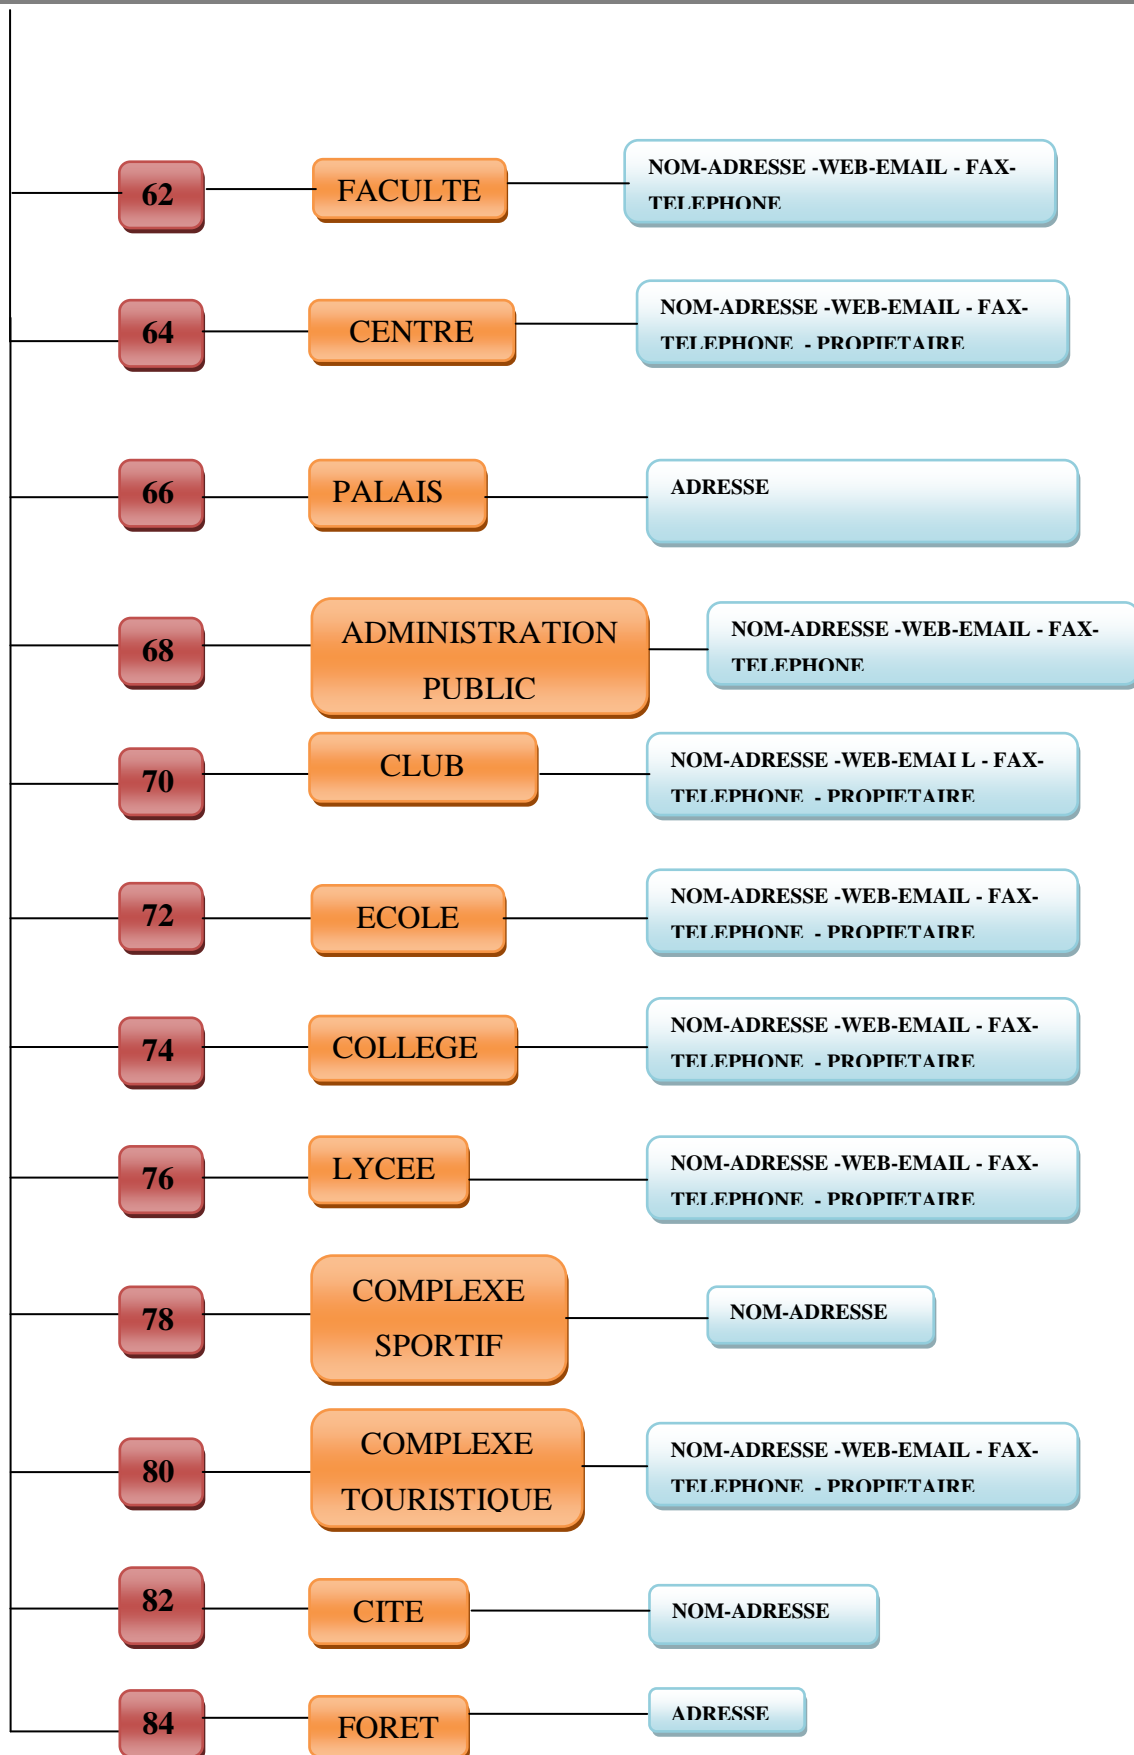 62
FACULTE
NOM-ADRESSE -WEB-EMAIL - FAX-
TELEPHONE
64
CENTRE
NOM-ADRESSE -WEB-EMAIL - FAX-
TELEPHONE - PROPIETAIRE
66
PALAIS
ADRESSE
68
ADMINISTRATION
PUBLIC
NOM-ADRESSE -WEB-EMAIL - FAX-
TELEPHONE
70
CLUB
NOM-ADRESSE -WEB-EMAI L - FAX-
TELEPHONE - PROPIETAIRE
72
ECOLE
NOM-ADRESSE -WEB-EMAIL - FAX-
TELEPHONE - PROPIETAIRE
74
COLLEGE
NOM-ADRESSE -WEB-EMAIL - FAX-
TELEPHONE - PROPIETAIRE
76
LYCEE
NOM-ADRESSE -WEB-EMAIL - FAX-
TELEPHONE - PROPIETAIRE
78
COMPLEXE
SPORTIF
NOM-ADRESSE
80
COMPLEXE
TOURISTIQUE
NOM-ADRESSE -WEB-EMAIL - FAX-
TELEPHONE - PROPIETAIRE
82
CITE
NOM-ADRESSE
84
FORET
ADRESSE